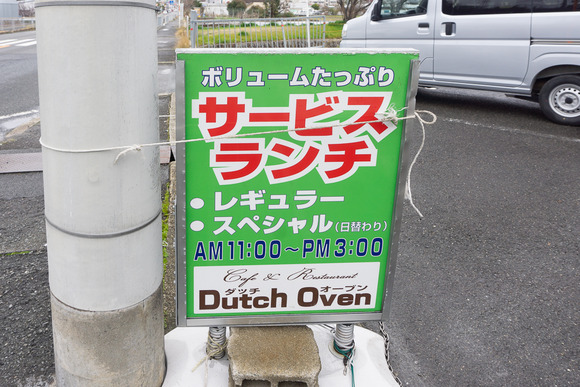 ボリュームたっぷり
サービス
ランチ
● レギュラー
● スペシャル(日替わり)
AM11:00～PM3:00
Cafe & Restaurant
ダッチ オーブン
Dutch Oven